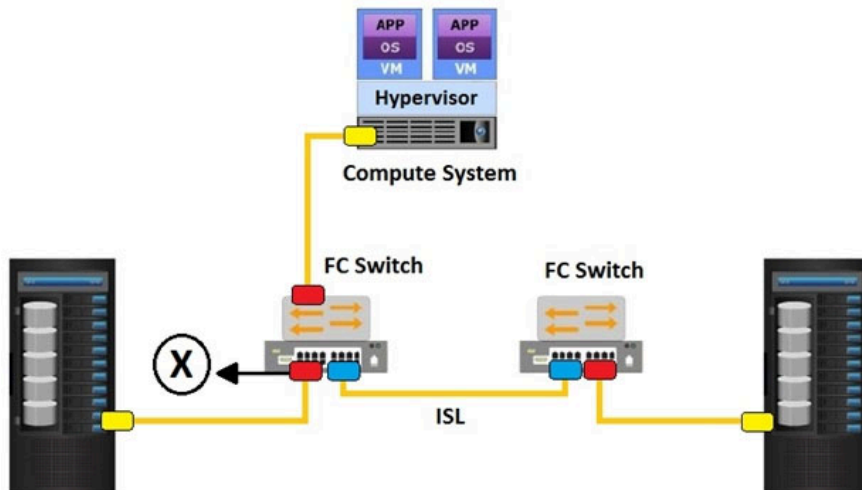 APP
OS
VM
APP
OS
VM
Hypervisor
Compute System
FC Switch
FC Switch
X
ISL